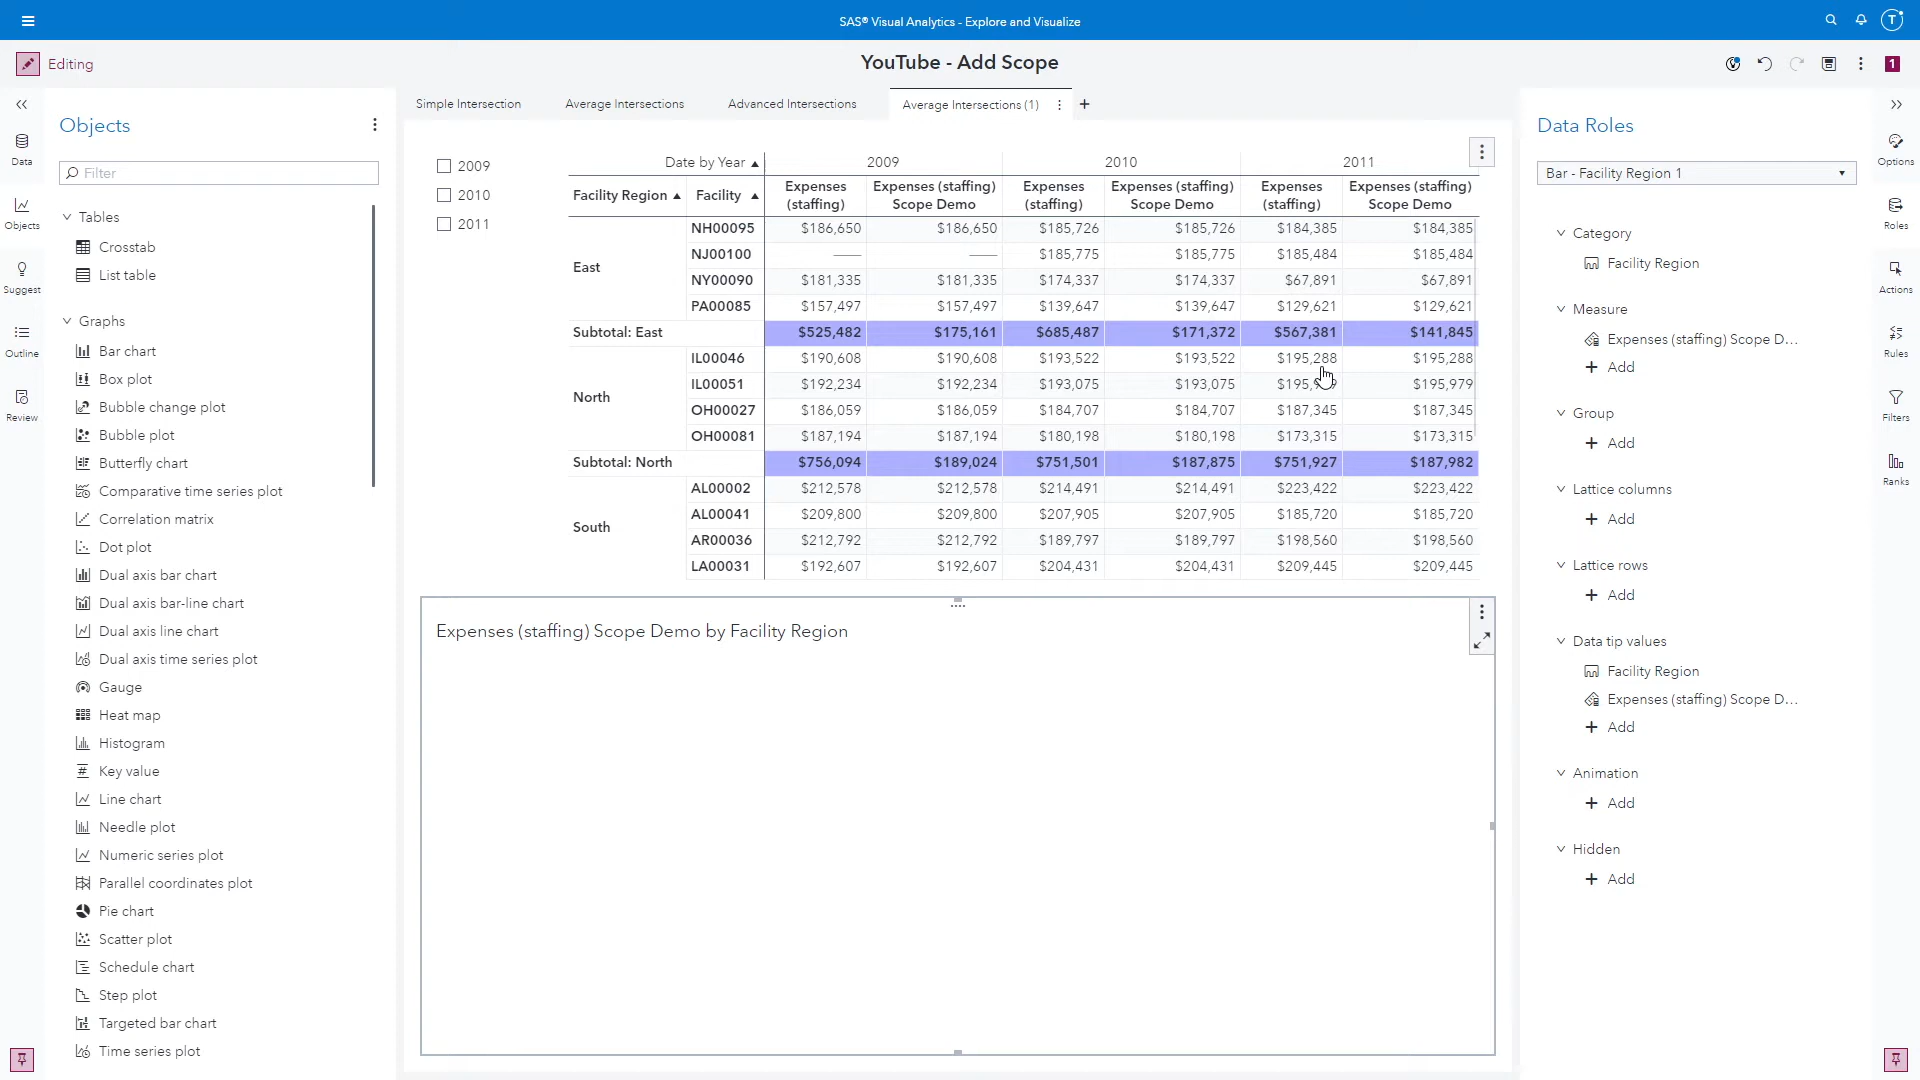 SAS® Visual Analytics - Explore and Visualize
T
Editing
YouTube - Add Scope
1
Simple Intersection
Average Intersections
Advanced Intersections
Average Intersections (1)
Data
Objects
Suggest
Outline
Review
Objects
Filter
Tables
Crosstab
List table
Graphs
Bar chart
Box plot
Bubble change plot
Bubble plot
Butterfly chart
Comparative time series plot
Correlation matrix
Dot plot
Dual axis bar chart
Dual axis bar-line chart
Dual axis line chart
Dual axis time series plot
Gauge
Heat map
Histogram
Key value
Line chart
Needle plot
Numeric series plot
Parallel coordinates plot
Pie chart
Scatter plot
Schedule chart
Step plot
Targeted bar chart
Time series plot
2009
2010
2011
Date by Year 2009 2010 2011
Facility Region Facility Expenses (staffing) Expenses (staffing) Scope Demo Expenses (staffing) Expenses (staffing) Scope Demo Expenses (staffing) Expenses (staffing) Scope Demo
NH00095 $186,650 $186,650 $185,726 $185,726 $184,385 $184,385
East
NJ00100 $185,775 $185,775 $185,484 $185,484
NY00090 $181,335 $181,335 $174,337 $174,337 $67,891 $67,891
PA00085 $157,497 $157,497 $139,647 $139,647 $129,621 $129,621
Subtotal: East $525,482 $175,161 $685,487 $171,372 $567,381 $141,845
IL00046 $190,608 $190,608 $193,522 $193,522 $195,288 $195,288
North
IL00051 $192,234 $192,234 $193,075 $193,075 $195,979
OH00027 $186,059 $186,059 $184,707 $184,707 $187,345 $187,345
OH00081 $187,194 $187,194 $180,198 $180,198 $173,315 $173,315
Subtotal: North $756,094 $189,024 $751,501 $187,875 $751,927 $187,982
AL00002 $212,578 $212,578 $214,491 $214,491 $223,422 $223,422
South
AL00041 $209,800 $209,800 $207,905 $207,905 $185,720 $185,720
AR00036 $212,792 $212,792 $189,797 $189,797 $198,560 $198,560
LA00031 $192,607 $192,607 $204,431 $204,431 $209,445 $209,445
Expenses (staffing) Scope Demo by Facility Region
Data Roles
Bar - Facility Region 1
Category
Facility Region
Measure
Expenses (staffing) Scope D...
Add
Group
Add
Lattice columns
Add
Lattice rows
Add
Data tip values
Facility Region
Expenses (staffing) Scope D...
Add
Animation
Add
Hidden
Add
Options
Roles
Actions
Rules
Filters
Ranks